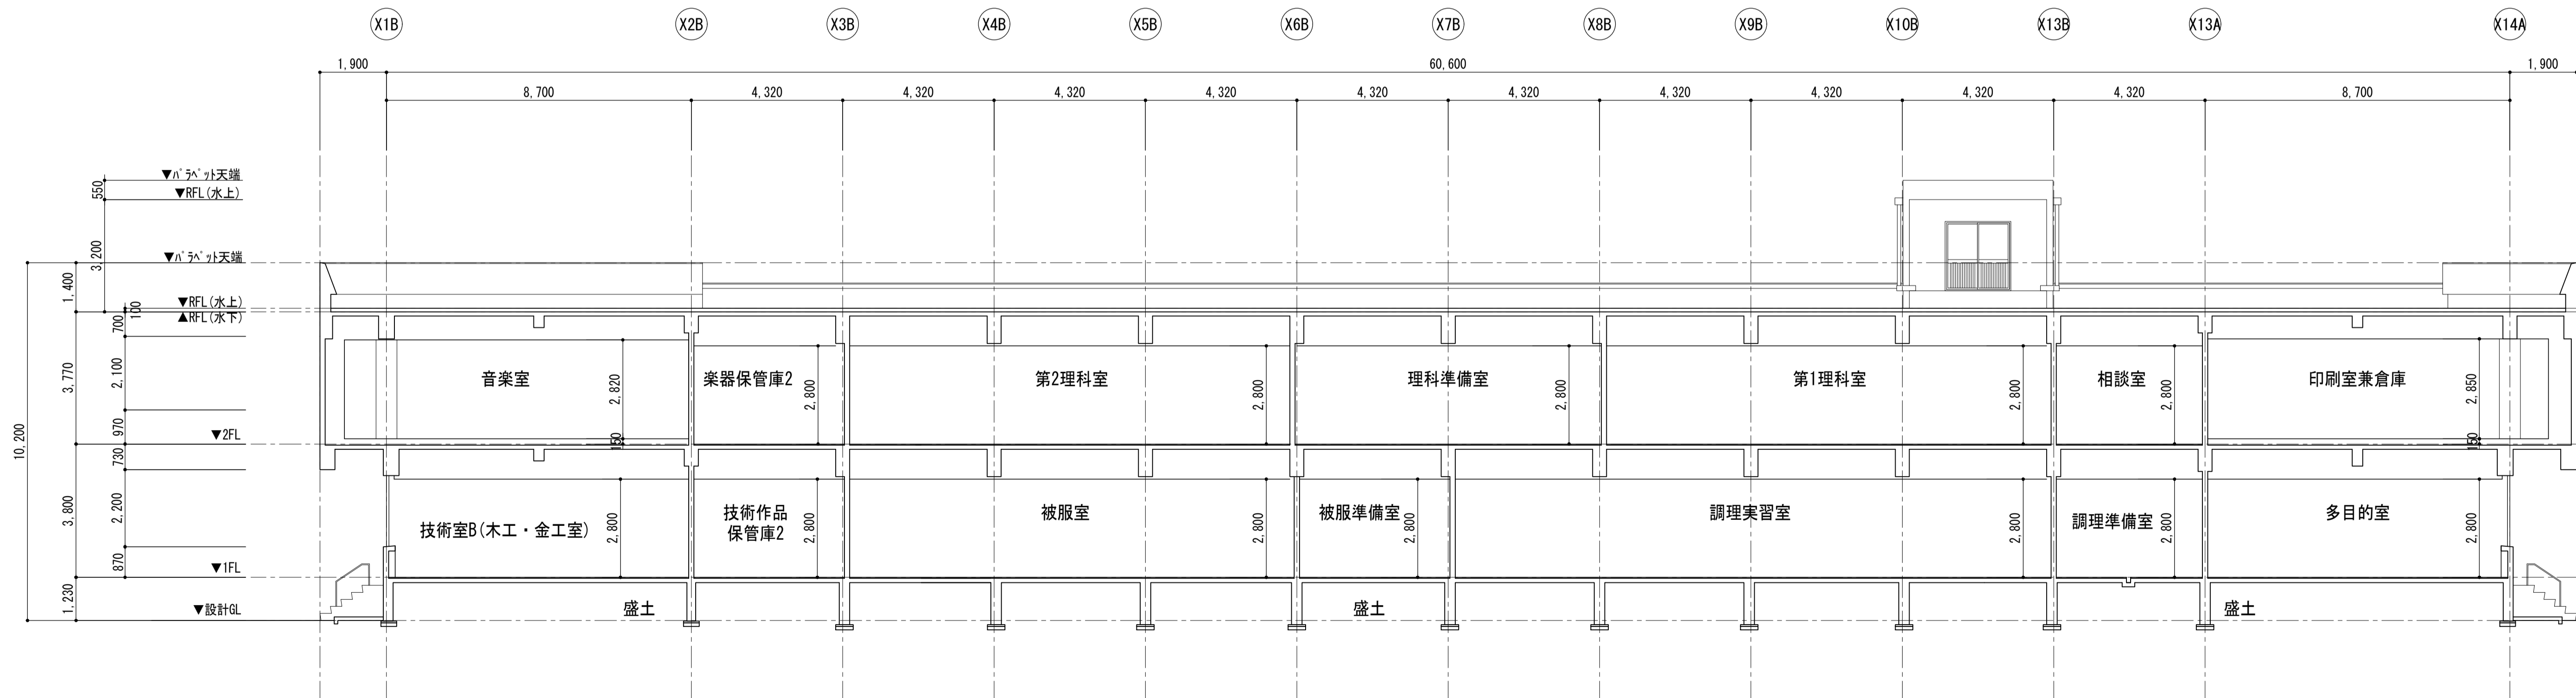 X1B X2B X3B X4B X5B X6B X7B X8B X9B X10B X13B X13A X14A
1,900 60,600 1,900
8,700 4,320 4,320 4,320 4,320 4,320 4,320 4,320 4,320 4,320 4,320 8,700
▼パラペット天端
550
▼RFL(水上)
3,200
▼パラペット天端
1,400
▼RFL(水上)
100
▲RFL(水下)
700
2,100
3,770
970
▼2FL
10,200
730
2,200
3,800
870
▼1FL
1,230
▼設計GL
音楽室 2,820 150
楽器保管庫2 2,800
第2理科室 2,800
理科準備室 2,800
第1理科室 2,800
相談室 2,800
印刷室兼倉庫 2,850 150
技術室B(木工・金工室) 2,800
技術作品
保管庫2 2,800
被服室 2,800
被服準備室 2,800
調理実習室 2,800
調理準備室 2,800
多目的室 2,800
盛土 盛土 盛土